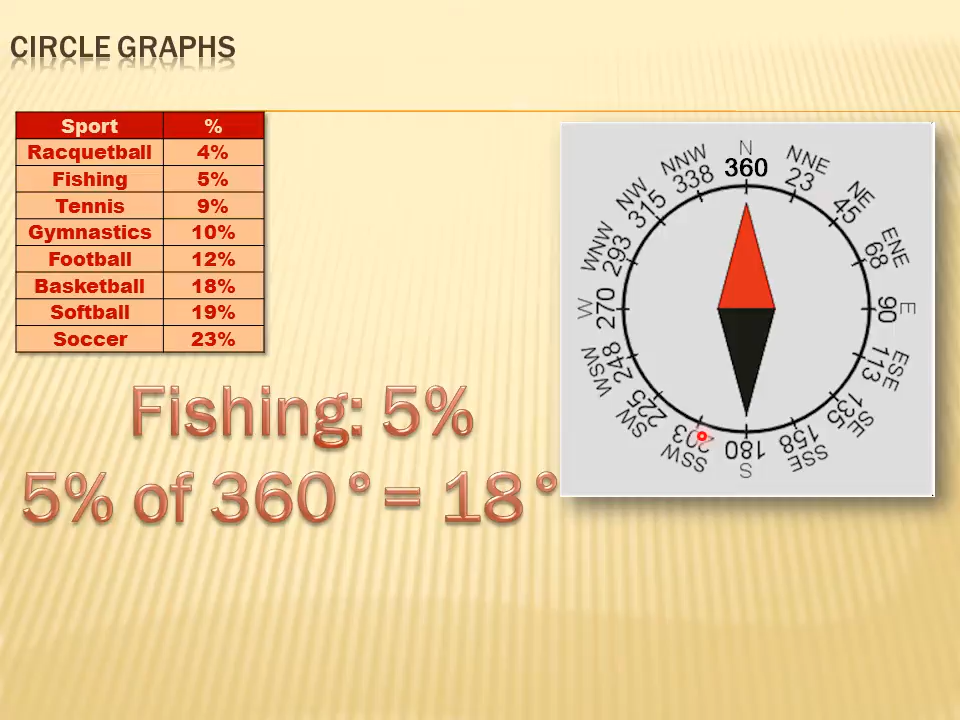 CIRCLE GRAPHS
Sport %
Racquetball 4%
Fishing 5%
Tennis 9%
Gymnastics 10%
Football 12%
Basketball 18%
Softball 19%
Soccer 23%
Fishing: 5%
5% of 360° = 18°
N
360
NNE
23
NE
45
ENE
68
E
90
ESE
113
SE
135
SSE
158
S
180
SSW
203
SW
225
WSW
248
W
270
WNW
293
NW
315
NNW
338